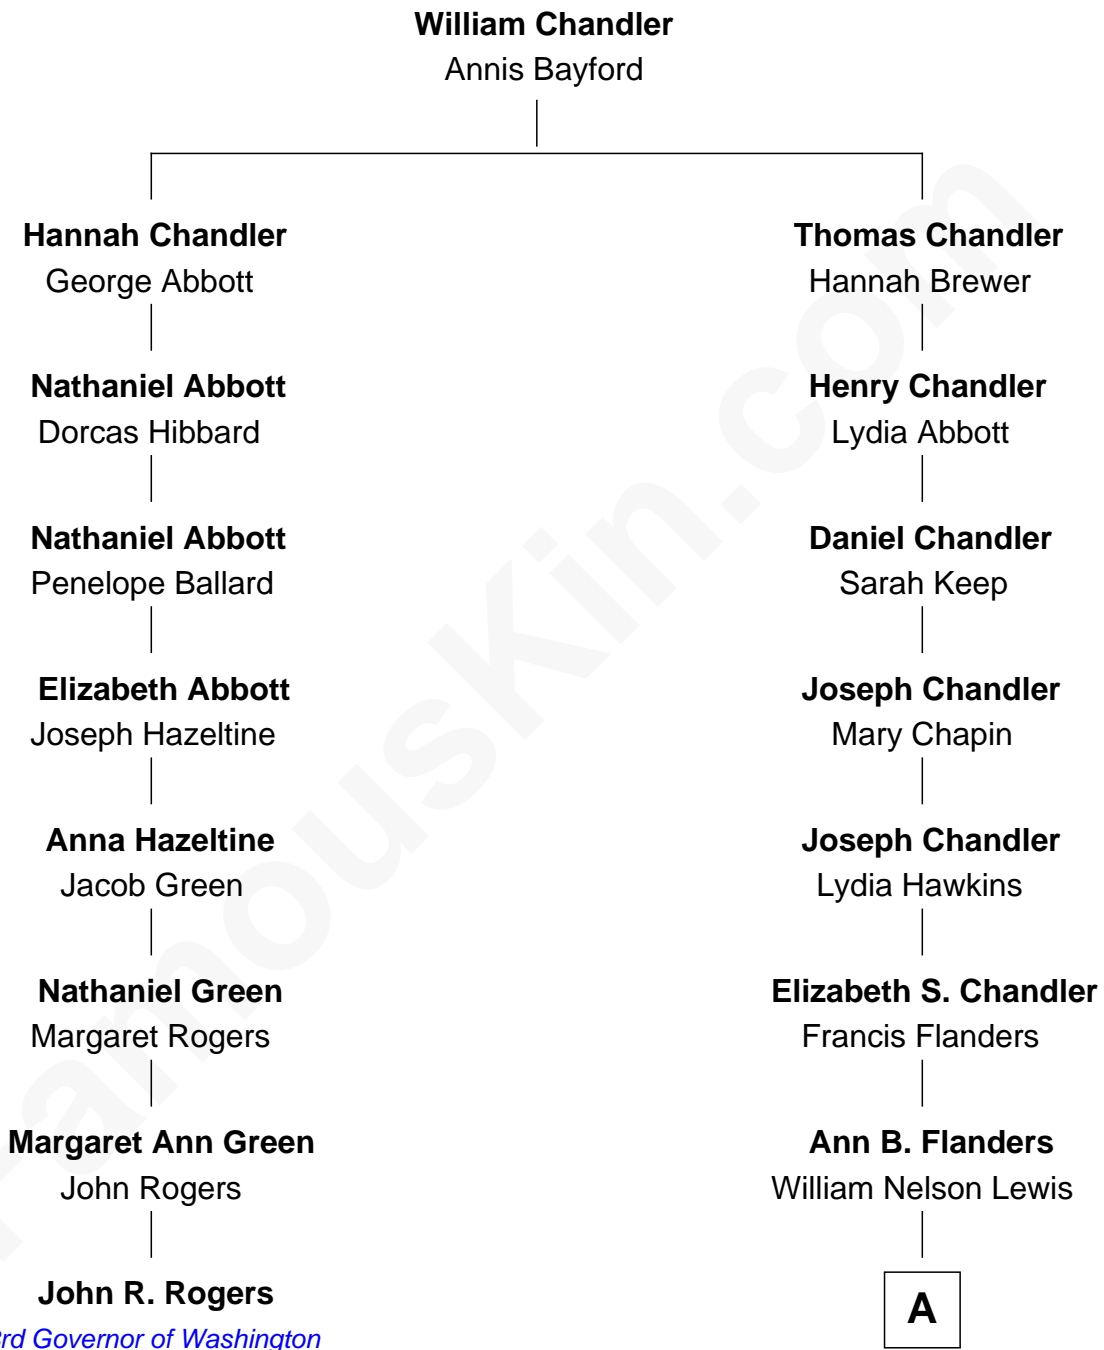 William Chandler
Annis Bayford
Hannah Chandler
George Abbott
Thomas Chandler
Hannah Brewer
Nathaniel Abbott
Dorcas Hibbard
Henry Chandler
Lydia Abbott
Nathaniel Abbott
Penelope Ballard
Daniel Chandler
Sarah Keep
Elizabeth Abbott
Joseph Hazeltine
Joseph Chandler
Mary Chapin
Anna Hazeltine
Jacob Green
Joseph Chandler
Lydia Hawkins
Nathaniel Green
Margaret Rogers
Elizabeth S. Chandler
Francis Flanders
Margaret Ann Green
John Rogers
Ann B. Flanders
William Nelson Lewis
John R. Rogers
3rd Governor of Washington
A
FamousKin.com